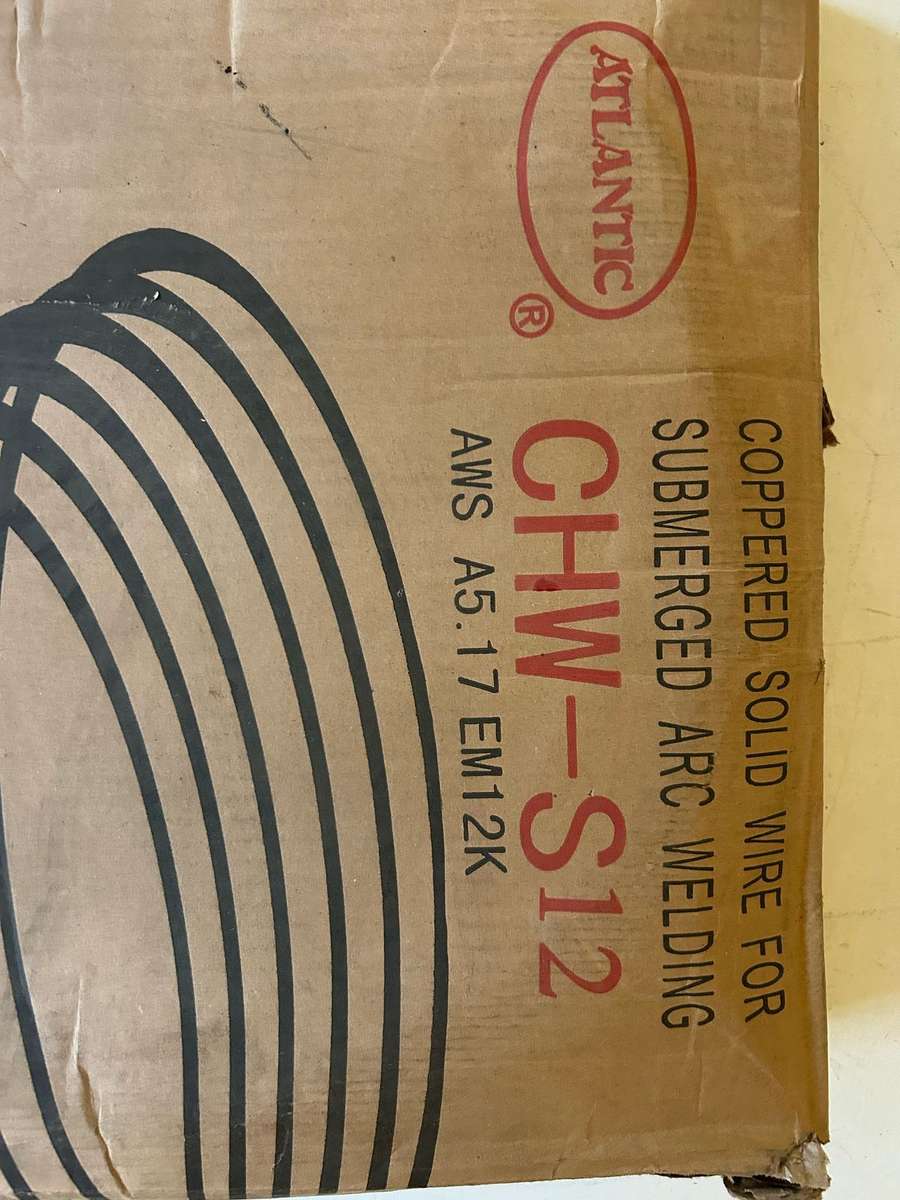 ATLANTIC
®
COPPERED SOLID WIRE FOR
SUBMERGED ARC WELDING
CHW-S12
AWS A5.17 EM12K